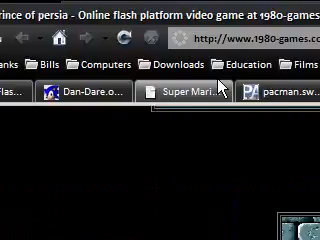 rince of persia - Online flash platform video game at 1980-games
http://www.1980-games.c
anks Bills Computers Downloads Education Films
Flas... Dan-Dare.o... Super Mari... pacman.sw...